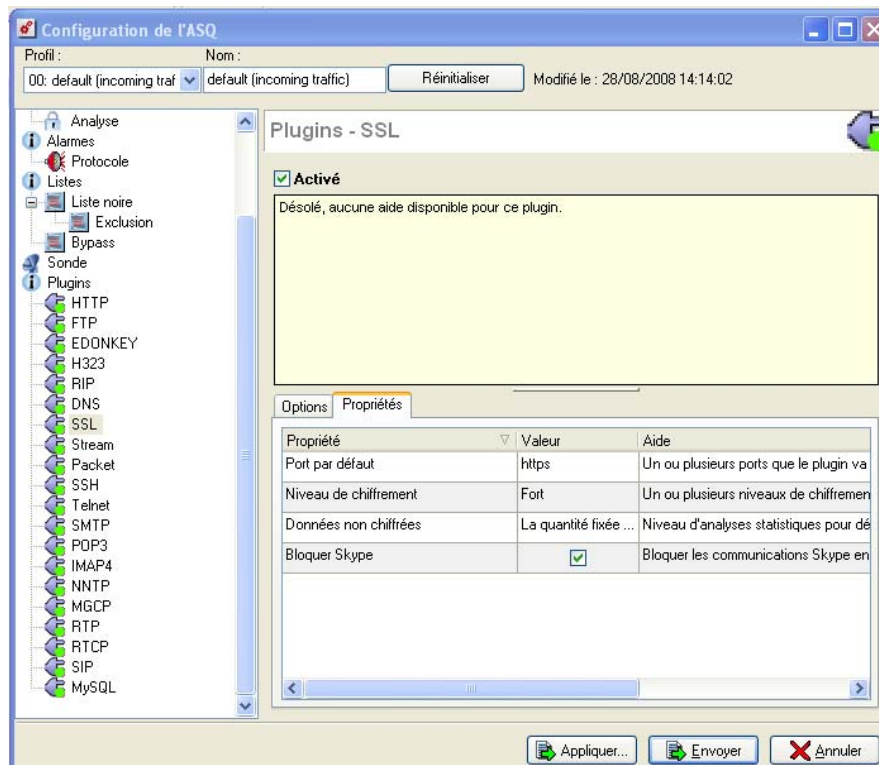 Configuration de l'ASQ
Profil :
Nom :
00: default (incoming traf
default (incoming traffic)
Réinitialiser
Modifié le : 28/08/2008 14:14:02
Analyse
Alarmes
Protocole
Listes
Liste noire
Exclusion
Bypass
Sonde
Plugins
HTTP
FTP
EDONKEY
H323
RIP
DNS
SSL
Stream
Packet
SSH
Telnet
SMTP
POP3
IMAP4
NNTP
MGCP
RTP
RTCP
SIP
MySQL
Plugins - SSL
Activé
Désolé, aucune aide disponible pour ce plugin.
Options Propriétés
Propriété Valeur Aide
Port par défaut https Un ou plusieurs ports que le plugin va
Niveau de chiffrement Fort Un ou plusieurs niveaux de chiffremen
Données non chiffrées La quantité fixée ... Niveau d'analyses statistiques pour dé
Bloquer Skype Bloquer les communications Skype en
Appliquer... Envoyer Annuler